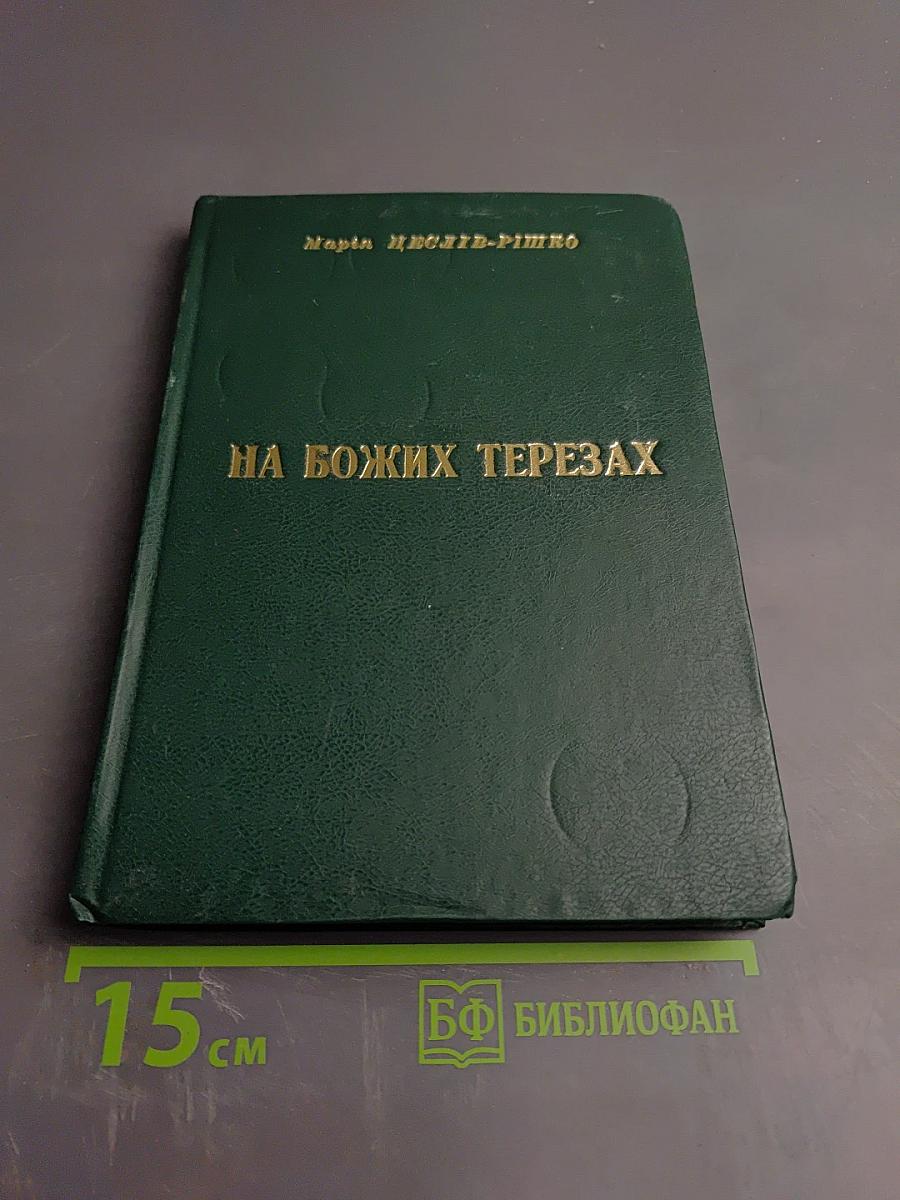 Марія ЦЕСЛІВ-РІШКО
НА БОЖИХ ТЕРЕЗАХ
15 см
БФ БИБЛИОФАН